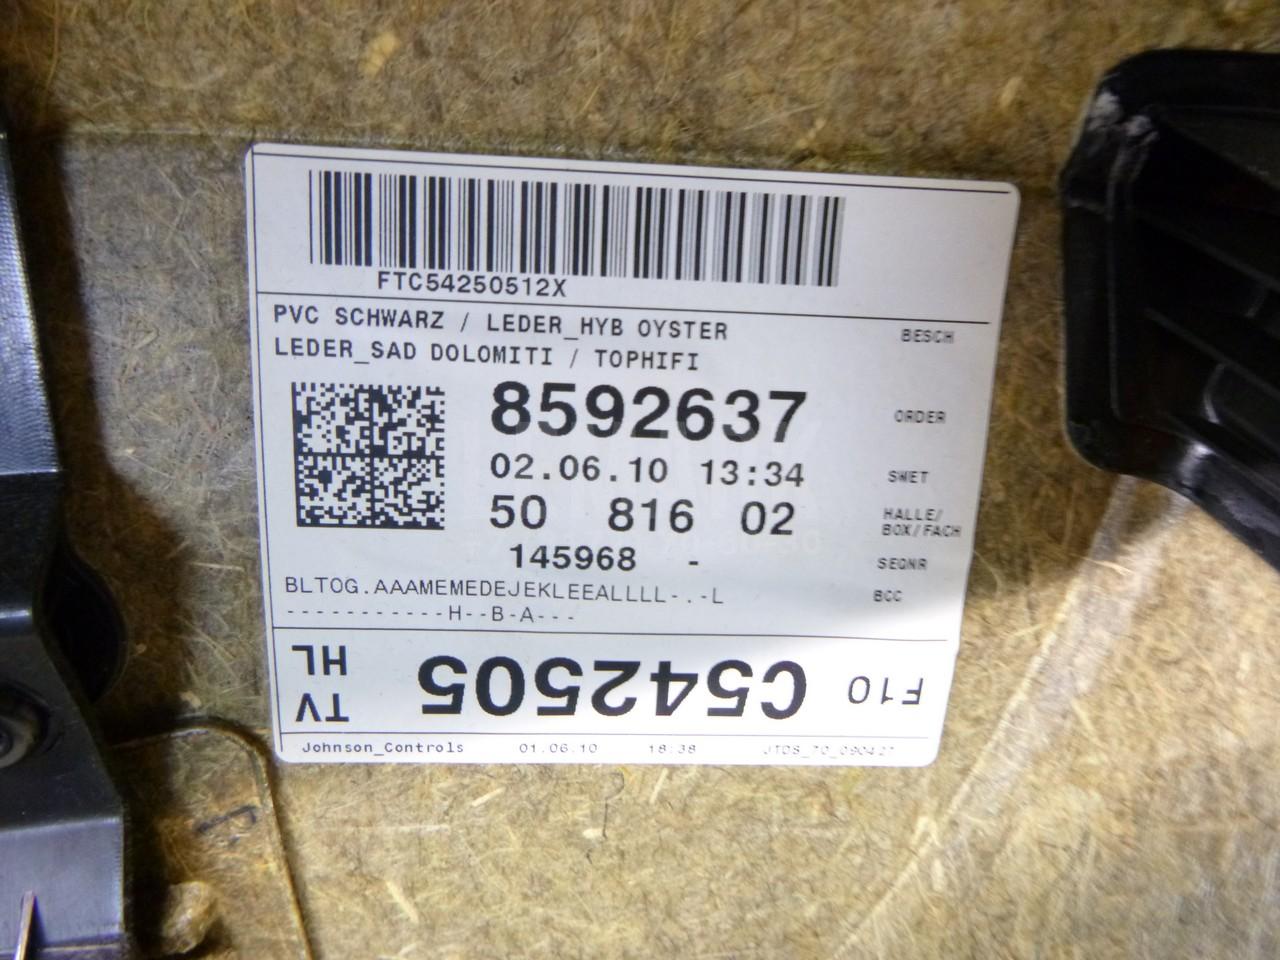 FTC54250512X
PVC SCHWARZ / LEDER_HYB OYSTER
LEDER_SAD DOLOMITI / TOPHIFI
BESCH
8592637
ORDER
02.06.10 13:34
SWET
50 816 02
HALLE/
BOX/FACH
145968 -
SEQNR
BLTOG.AAAMEMEDEJEKLEEALLLL-.-L
BCC
-----------H--B-A---
F10 C542505 TV
HL
Johnson_Controls 01.06.10 18:38 JTDS_70_090427